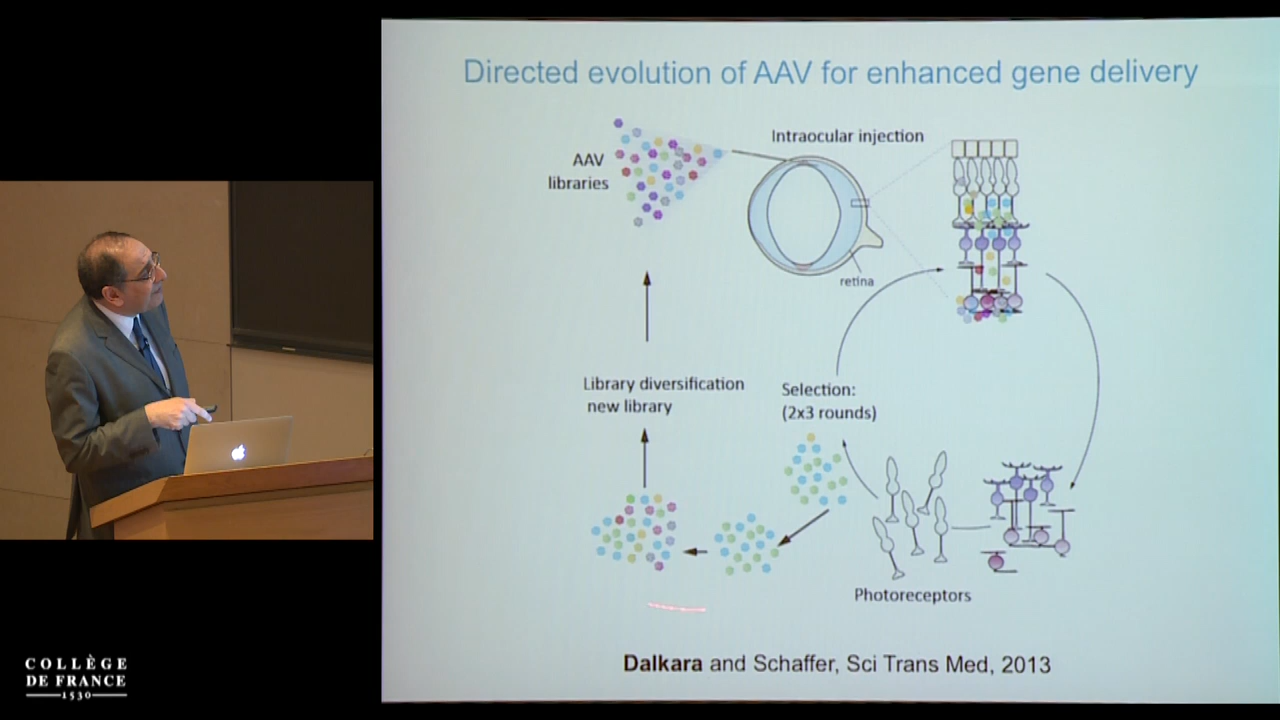 Directed evolution of AAV for enhanced gene delivery
AAV
libraries
Intraocular injection
retina
Library diversification
new library
Selection:
(2x3 rounds)
Photoreceptors
Dalkara and Schaffer, Sci Trans Med, 2013
COLLÈGE
DE FRANCE
1530